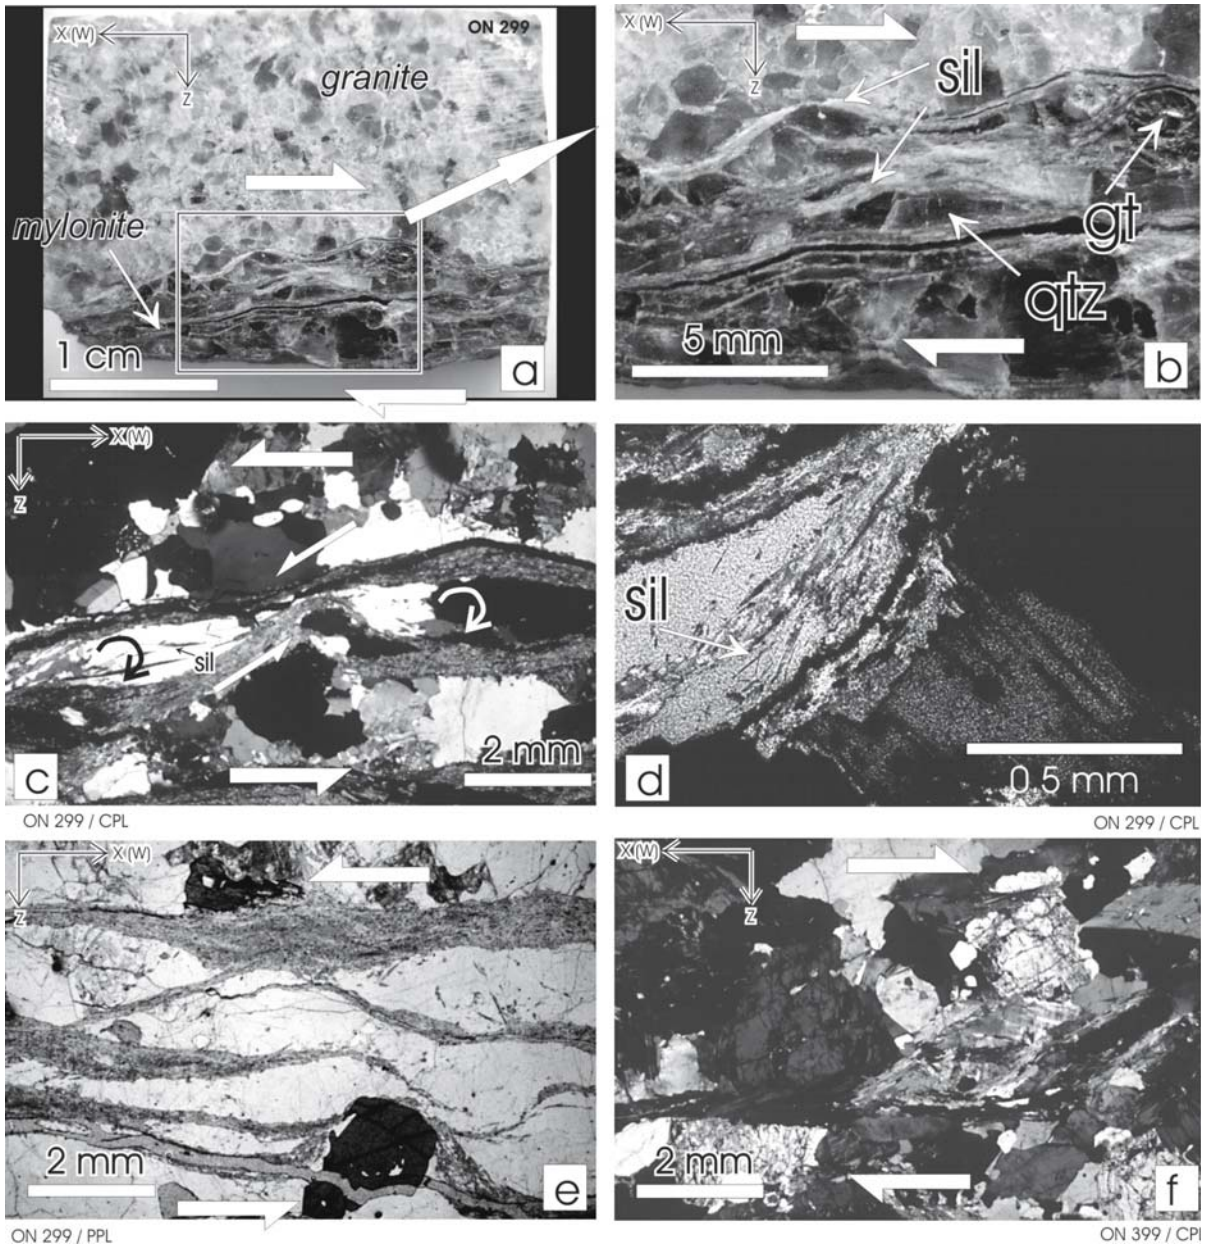 X (W)
ON 299
Z
granite
mylonite
1 cm
a
X (W)
Z
sil
gt
qtz
5 mm
b
X (W)
Z
sil
2 mm
c
ON 299 / CPL
sil
0.5 mm
d
ON 299 / CPL
X (W)
Z
2 mm
e
ON 299 / PPL
X (W)
Z
2 mm
f
ON 399 / CPL